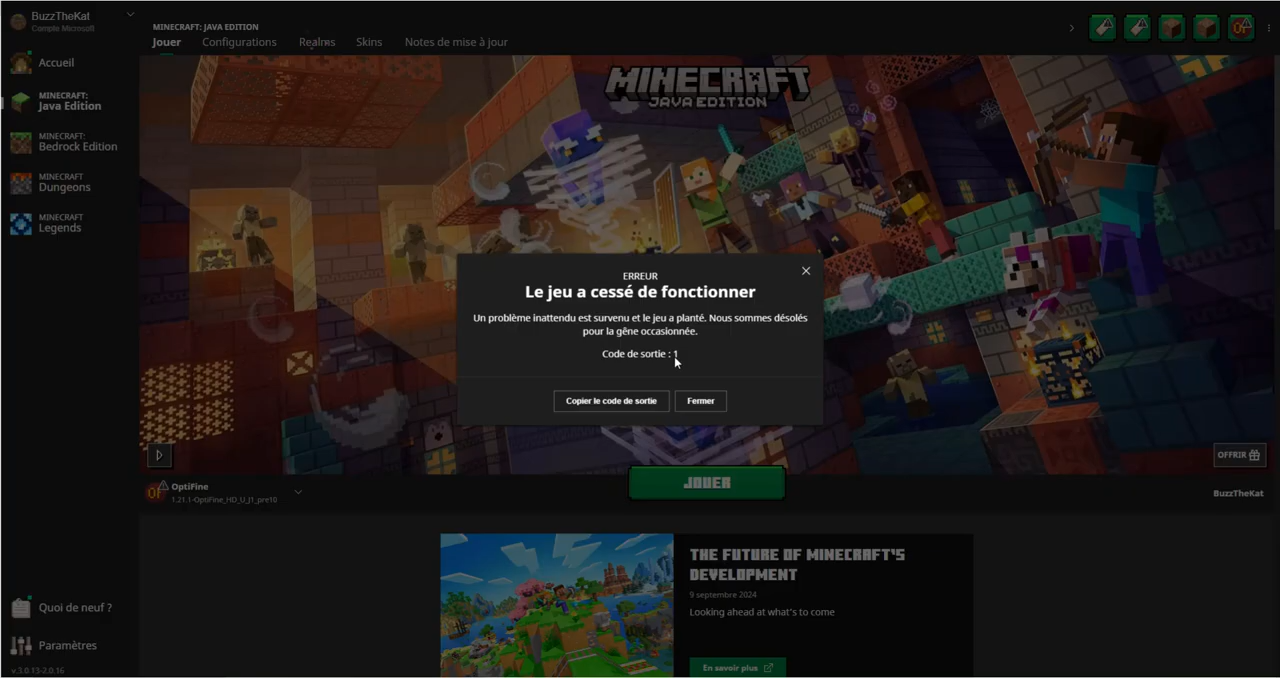 BuzzTheKat
Compte Microsoft
MINECRAFT: JAVA EDITION
Jouer
Configurations
Realms
Skins
Notes de mise à jour
Accueil
MINECRAFT:
Java Edition
MINECRAFT:
Bedrock Edition
MINECRAFT
Dungeons
MINECRAFT
Legends
MINECRAFT
JAVA EDITION
ERREUR
Le jeu a cessé de fonctionner
Un problème inattendu est survenu et le jeu a planté. Nous sommes désolés
pour la gêne occasionnée.
Code de sortie : 1
Copier le code de sortie
Fermer
OFFRIR
OptiFine
1.21.1-OptiFine_HD_U_J1_pre10
JOUER
BuzzTheKat
THE FUTURE OF MINECRAFT'S
DEVELOPMENT
9 septembre 2024
Looking ahead at what's to come
En savoir plus
Quoi de neuf ?
Paramètres
v.3.0.13-2.0.16